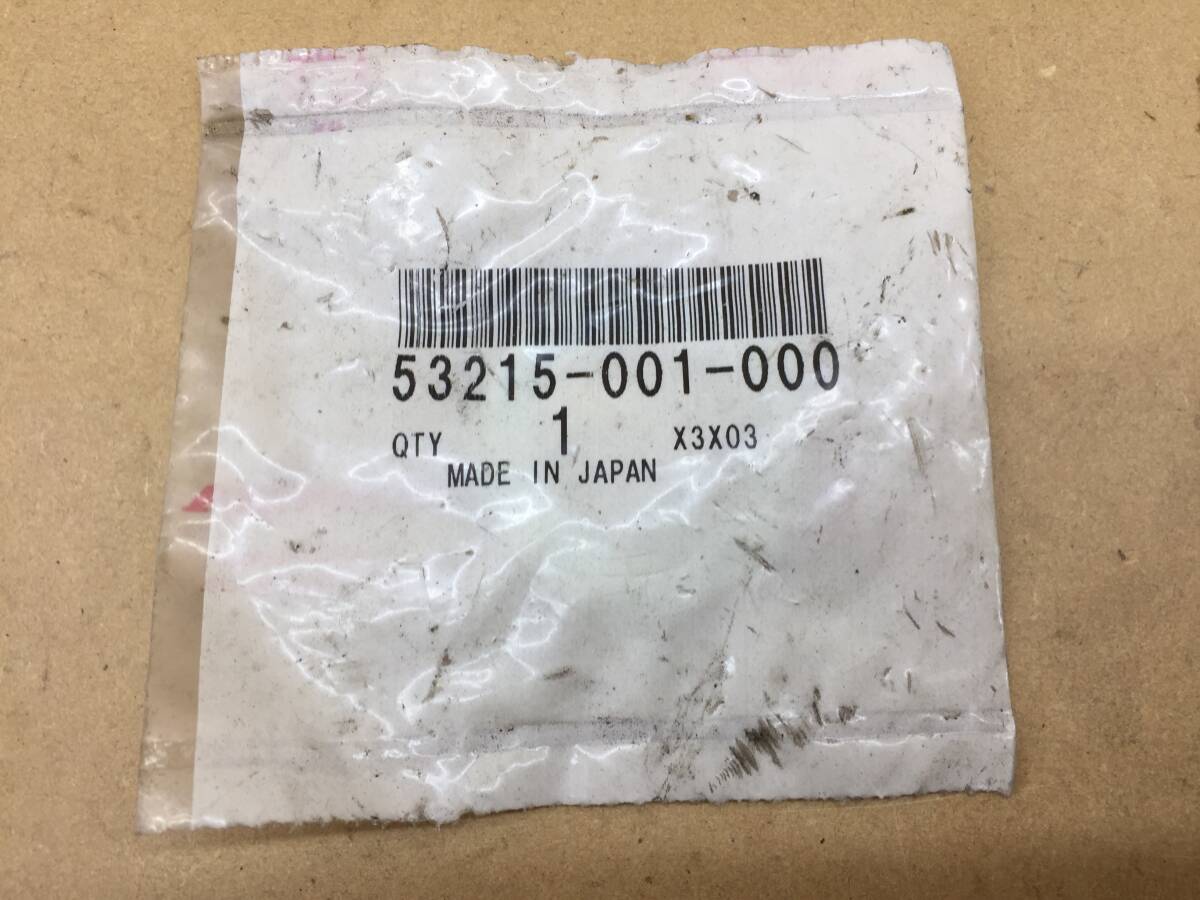 53215-001-000
QTY 1 X3X03
MADE IN JAPAN